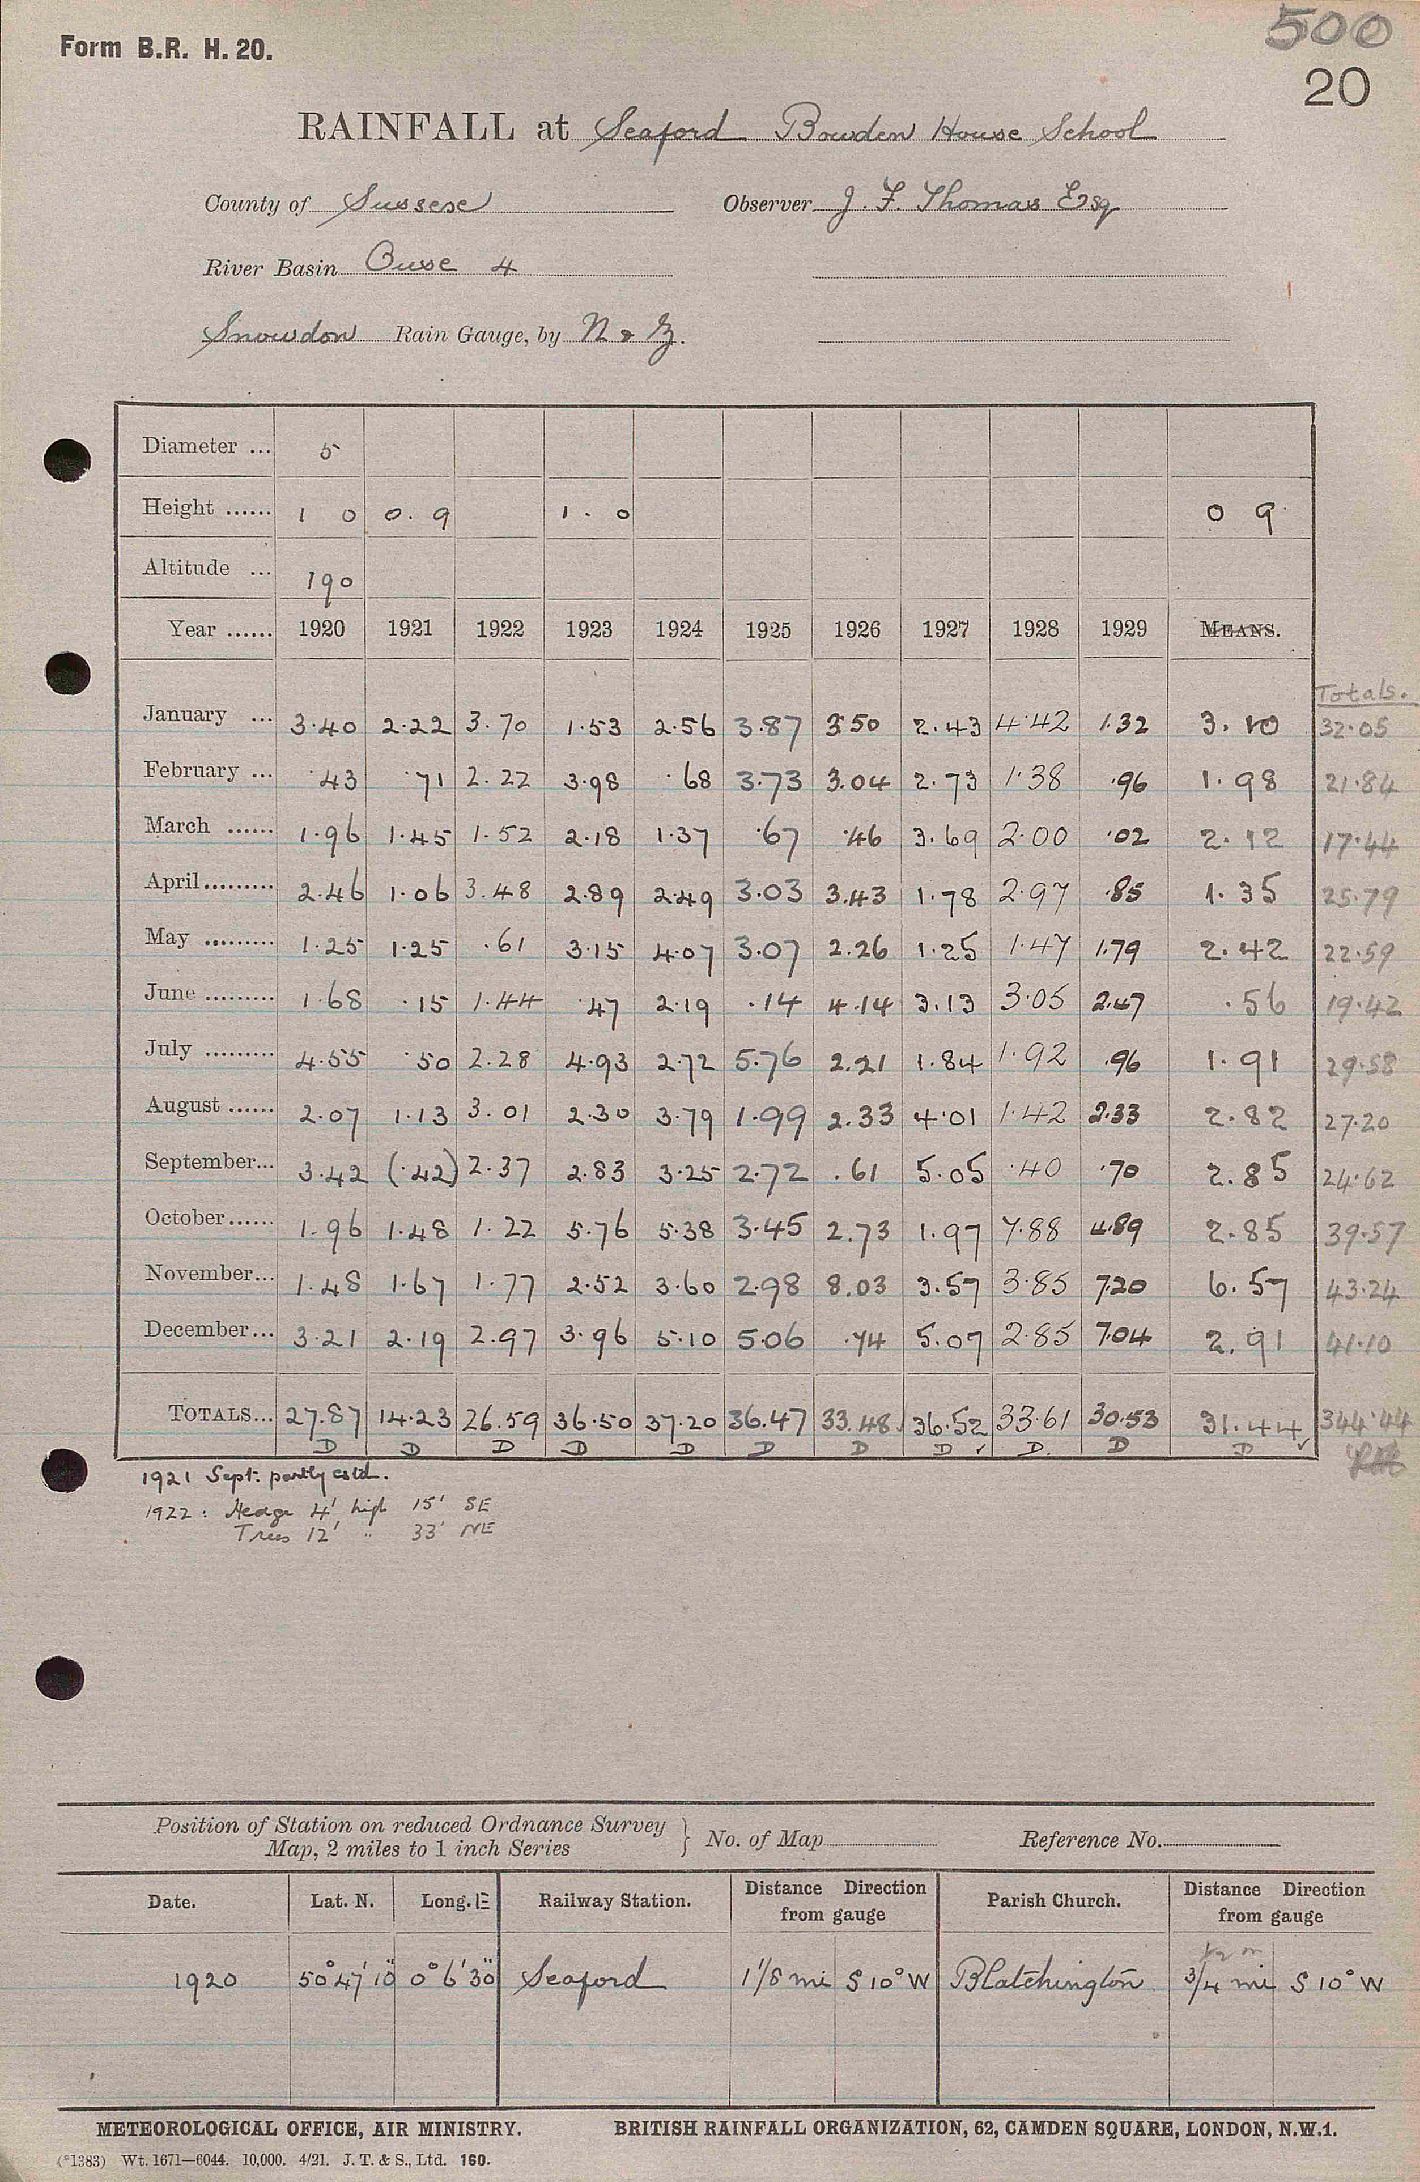 500
Form B.R. H. 20.
20
RAINFALL at Seaford Bowden House School
County of Sussex Observer J. F. Thomas Esq
River Basin Ouse 4
Snowdon Rain Gauge, by N & Z.
Diameter ... 5
Height ...... 1 0 0. 9 1. 0 0 9
Altitude ... 190
Year ...... 1920 1921 1922 1923 1924 1925 1926 1927 1928 1929 MEANS.
Totals.
January ... 3.40 2.22 3.70 1.53 2.56 3.87 3.50 2.43 4.42 1.32 3.10 32.05
February ... .43 .71 2.22 3.98 .68 3.73 3.04 2.73 1.38 .96 1.98 21.84
March ...... 1.96 1.45 1.52 2.18 1.37 .67 .46 3.69 2.00 .02 2.12 17.44
April ......... 2.46 1.06 3.48 2.89 2.49 3.03 3.43 1.78 2.97 .85 1.35 25.79
May ......... 1.25 1.25 .61 3.15 4.07 3.07 2.26 1.25 1.47 1.79 2.42 22.59
June ......... 1.68 .15 1.44 .47 2.19 .14 4.14 3.13 3.05 2.47 .56 19.42
July ......... 4.55 .50 2.28 4.93 2.72 5.76 2.21 1.84 1.92 .96 1.91 29.58
August ...... 2.07 1.13 3.01 2.30 3.79 1.99 2.33 4.01 1.42 2.33 2.82 27.20
September... 3.42 (.42) 2.37 2.83 3.25 2.72 .61 5.05 .40 .70 2.85 24.62
October...... 1.96 1.48 1.22 5.76 5.38 3.45 2.73 1.97 7.88 4.89 2.85 39.57
November... 1.48 1.67 1.77 2.52 3.60 2.98 8.03 3.57 3.85 7.20 6.57 43.24
December... 3.21 2.19 2.97 3.96 5.10 5.06 .74 5.07 2.85 7.04 2.91 41.10
TOTALS... 27.87 14.23 26.59 36.50 37.20 36.47 33.48 36.52 33.61 30.53 31.44 344.44
D D D D D D D D ✓ D. D D ✓
1921 Sept. partly estd.
1922 : Hedge 4' high 15' SE
Trees 12' " 33' NE
Position of Station on reduced Ordnance Survey
Map, 2 miles to 1 inch Series } No. of Map Reference No.
Date. Lat. N. Long. E Railway Station. Distance Direction from gauge Parish Church. Distance Direction from gauge
1920 50° 47' 10" 0° 6' 30" Seaford 1 1/8 mi S 10° W Blatchington 3/4 mi S 10° W
METEOROLOGICAL OFFICE, AIR MINISTRY. BRITISH RAINFALL ORGANIZATION, 62, CAMDEN SQUARE, LONDON, N.W.1.
(*1383) Wt. 1671—6044. 10,000. 4/21. J. T. & S., Ltd. 160.